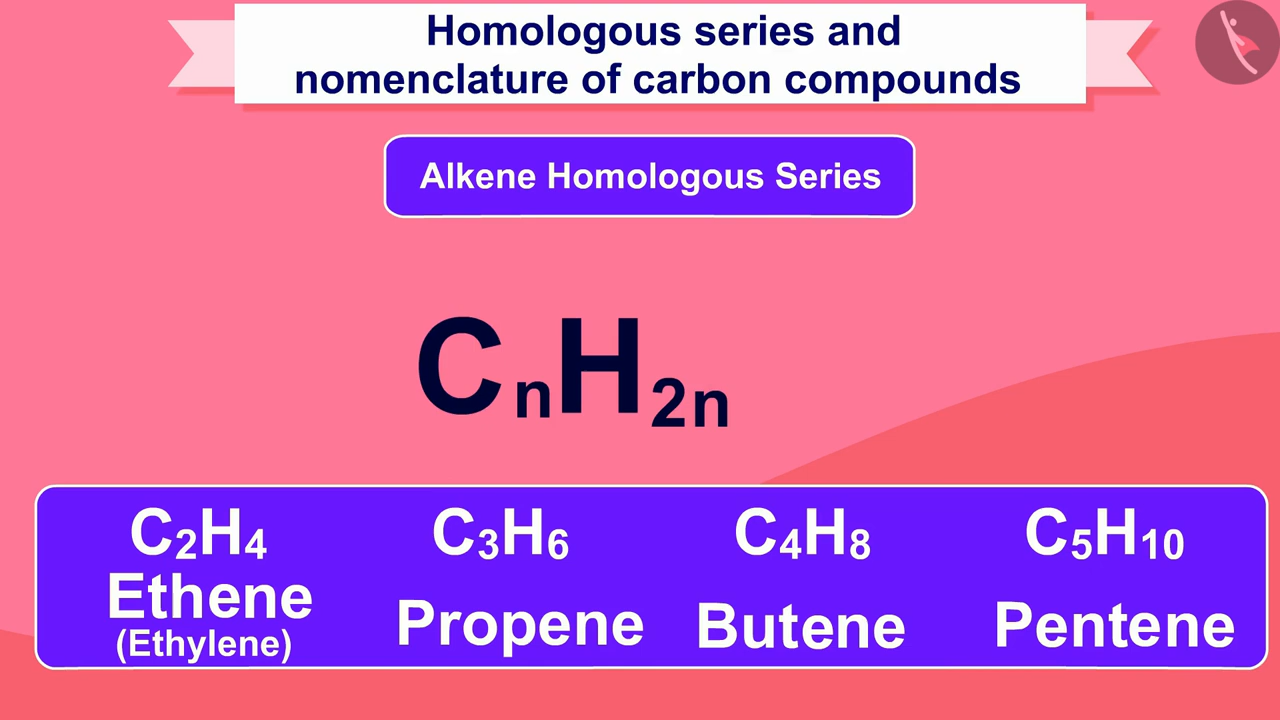 Homologous series and
nomenclature of carbon compounds
Alkene Homologous Series
CₙH₂ₙ
C₂H₄ C₃H₆ C₄H₈ C₅H₁₀
Ethene Propene Butene Pentene
(Ethylene)